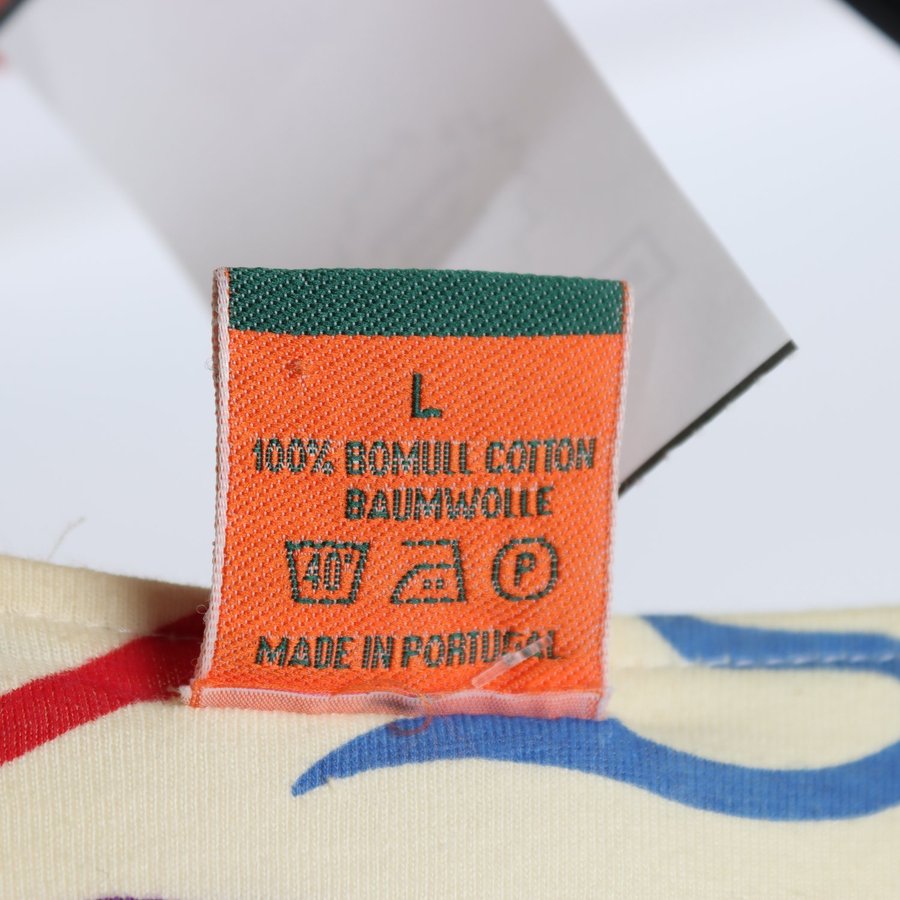 L
100% BOMULL COTTON
BAUMWOLLE
40° P
MADE IN PORTUGAL